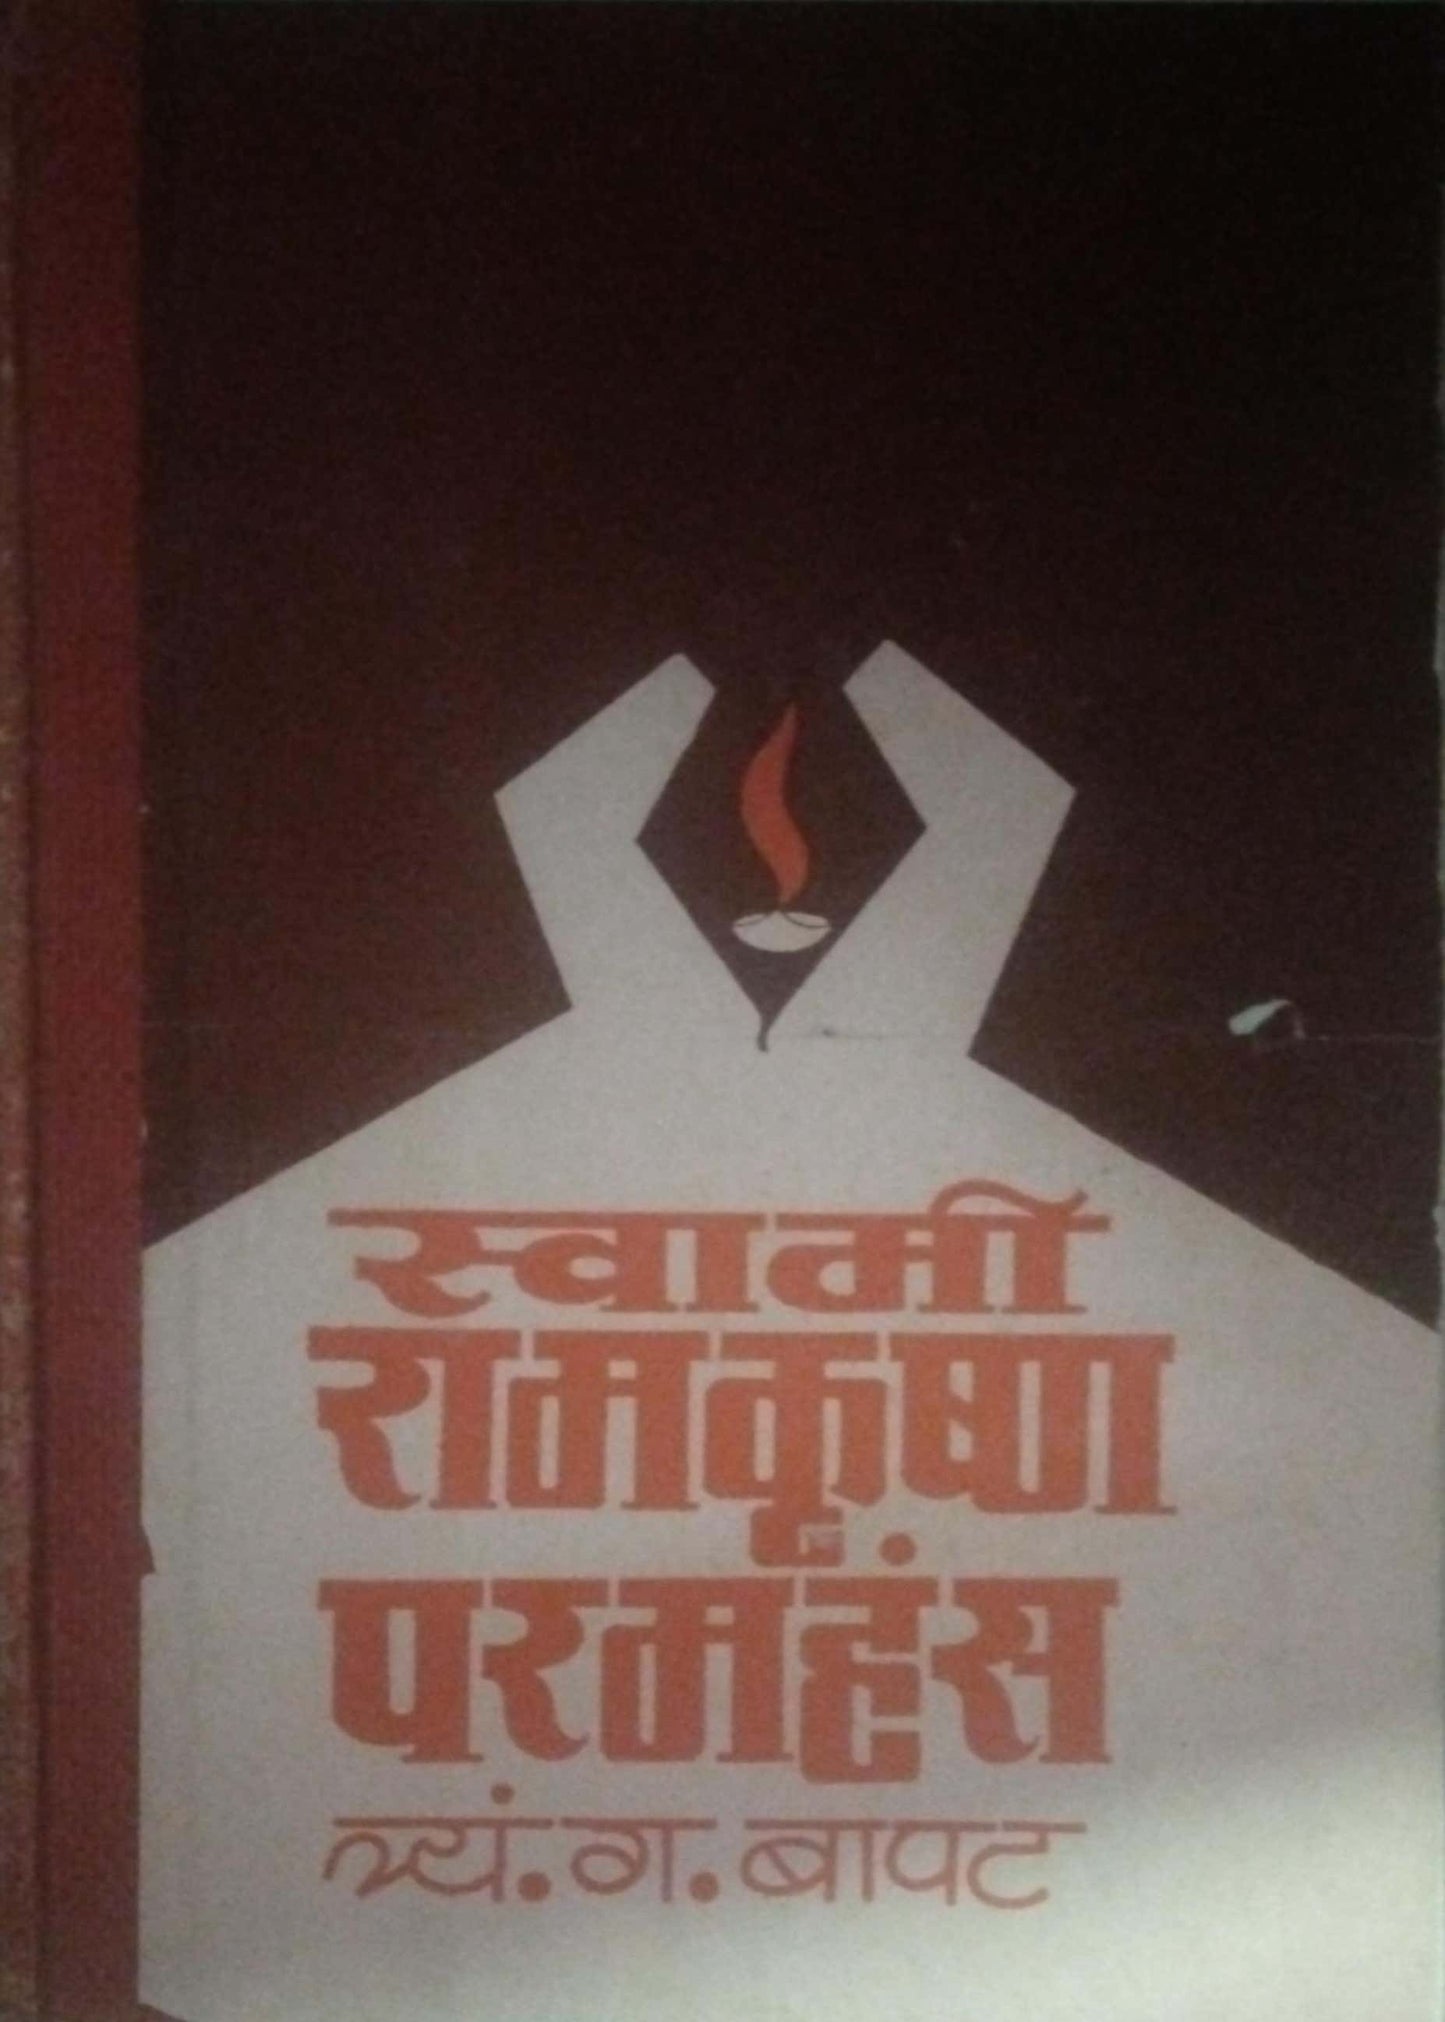 स्वामी
रामकृष्ण
परमहंस
त्र्यं. ग. बापट